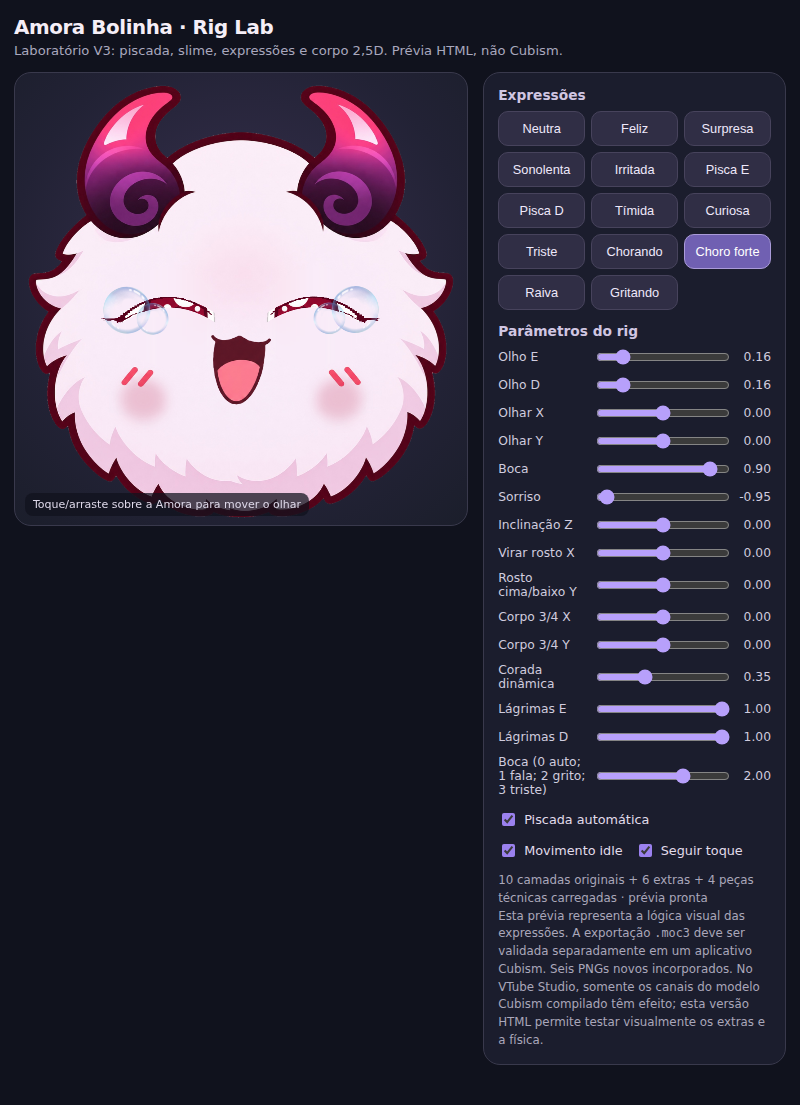 Amora Bolinha · Rig Lab
Laboratório V3: piscada, slime, expressões e corpo 2,5D. Prévia HTML, não Cubism.
Toque/arraste sobre a Amora para mover o olhar
Expressões
Neutra
Feliz
Surpresa
Sonolenta
Irritada
Pisca E
Pisca D
Tímida
Curiosa
Triste
Chorando
Choro forte
Raiva
Gritando
Parâmetros do rig
Olho E 0.16
Olho D 0.16
Olhar X 0.00
Olhar Y 0.00
Boca 0.90
Sorriso -0.95
Inclinação Z 0.00
Virar rosto X 0.00
Rosto
cima/baixo Y 0.00
Corpo 3/4 X 0.00
Corpo 3/4 Y 0.00
Corada
dinâmica 0.35
Lágrimas E 1.00
Lágrimas D 1.00
Boca (0 auto;
1 fala; 2 grito; 2.00
3 triste)
Piscada automática
Movimento idle Seguir toque
10 camadas originais + 6 extras + 4 peças
técnicas carregadas · prévia pronta
Esta prévia representa a lógica visual das
expressões. A exportação .moc3 deve ser
validada separadamente em um aplicativo
Cubism. Seis PNGs novos incorporados. No
VTube Studio, somente os canais do modelo
Cubism compilado têm efeito; esta versão
HTML permite testar visualmente os extras e
a física.